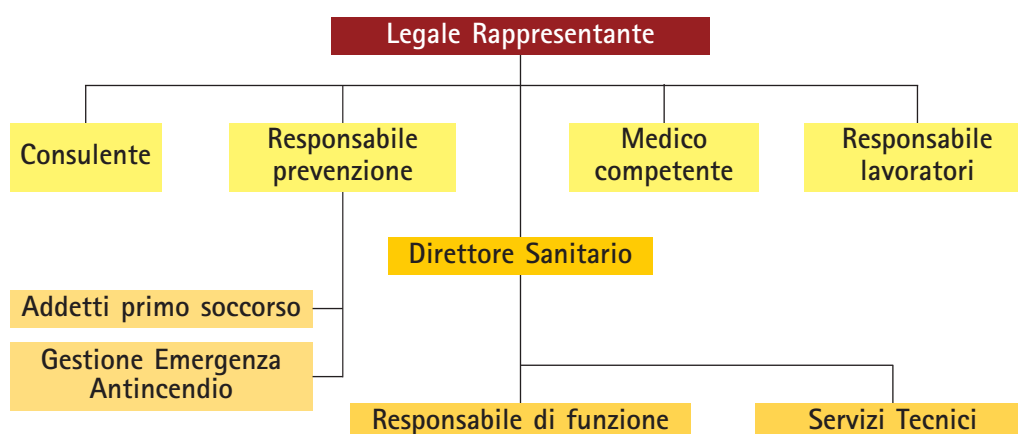 Legale Rappresentante
Consulente
Responsabile
prevenzione
Medico
competente
Responsabile
lavoratori
Direttore Sanitario
Addetti primo soccorso
Gestione Emergenza
Antincendio
Responsabile di funzione
Servizi Tecnici